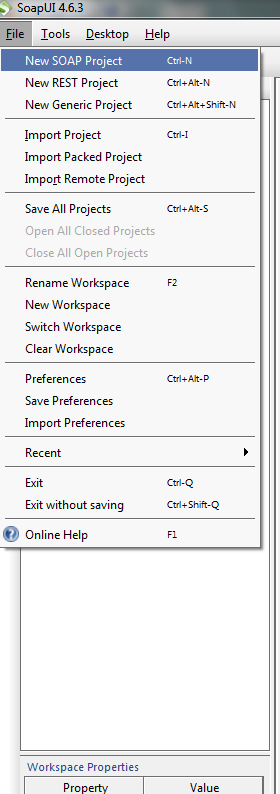 SoapUI 4.6.3
File Tools Desktop Help
New SOAP Project Ctrl-N
New REST Project Ctrl+Alt-N
New Generic Project Ctrl+Alt+Shift-N
Import Project Ctrl-I
Import Packed Project
Import Remote Project
Save All Projects Ctrl+Alt-S
Open All Closed Projects
Close All Open Projects
Rename Workspace F2
New Workspace
Switch Workspace
Clear Workspace
Preferences Ctrl+Alt-P
Save Preferences
Import Preferences
Recent
Exit Ctrl-Q
Exit without saving Ctrl+Shift-Q
Online Help F1
Workspace Properties
Property Value